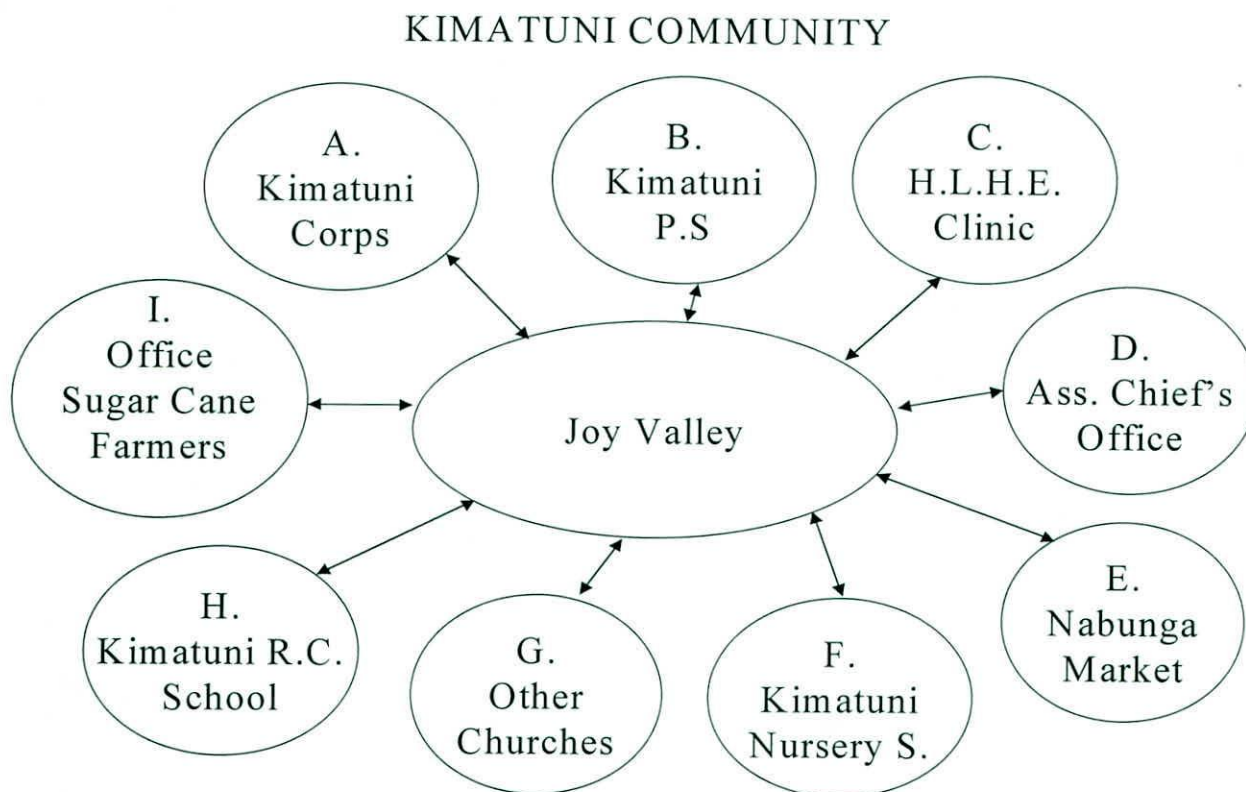 KIMATUNI COMMUNITY
A.
Kimatuni
Corps
B.
Kimatuni
P.S
C.
H.L.H.E.
Clinic
D.
Ass. Chief's
Office
E.
Nabunga
Market
F.
Kimatuni
Nursery S.
G.
Other
Churches
H.
Kimatuni R.C.
School
I.
Office
Sugar Cane
Farmers
Joy Valley